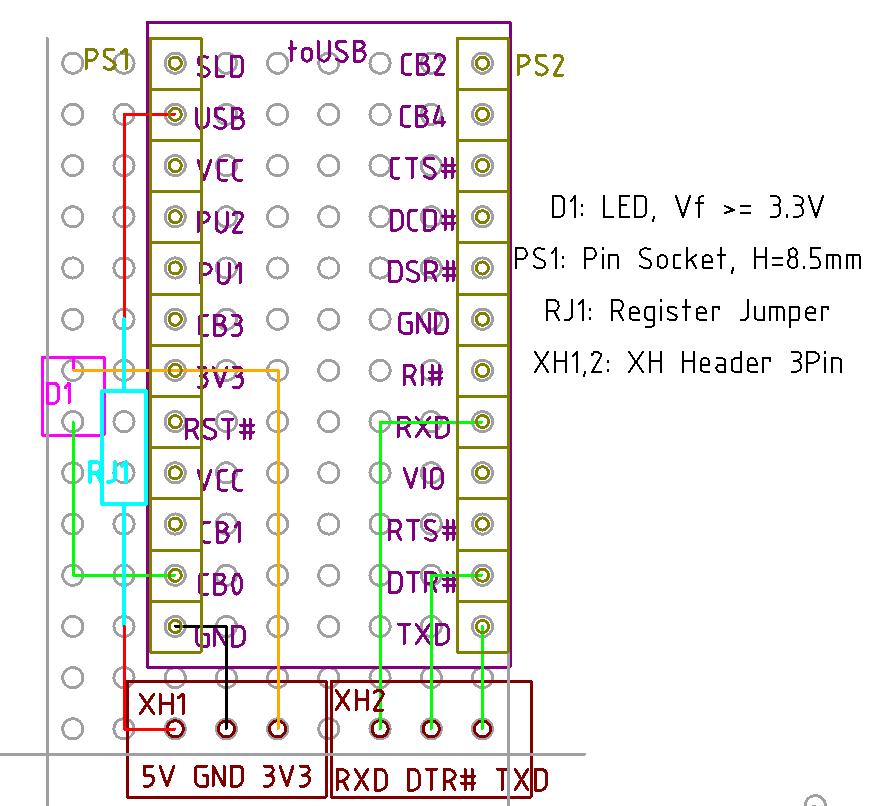 PS1 toUSB PS2
SLD CB2
USB CB4
VCC CTS#
PU2 DCD#
PU1 DSR#
CB3 GND
3V3 RI#
RST# RXD
VCC VIO
CB1 RTS#
CB0 DTR#
GND TXD
D1
RJ1
XH1 XH2
5V GND 3V3 RXD DTR# TXD
D1: LED, Vf >= 3.3V
PS1: Pin Socket, H=8.5mm
RJ1: Register Jumper
XH1,2: XH Header 3Pin